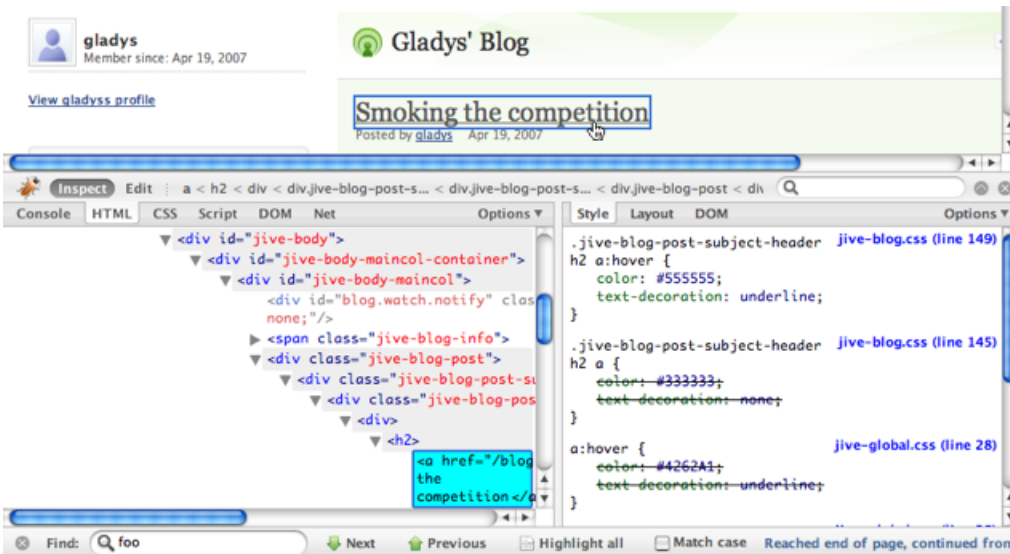 gladys
Member since: Apr 19, 2007
View gladyss profile
Gladys' Blog
Smoking the competition
Posted by gladys Apr 19, 2007
Inspect Edit a < h2 < div < div.jive-blog-post-s... < div.jive-blog-post-s... < div.jive-blog-post < div
Console HTML CSS Script DOM Net Options
<div id="jive-body">
<div id="jive-body-maincol-container">
<div id="jive-body-maincol">
<div id="blog.watch.notify" clas
none;"/>
<span class="jive-blog-info">
<div class="jive-blog-post">
<div class="jive-blog-post-su
<div class="jive-blog-pos
<div>
<h2>
<a href="/blog
the
competition</a
Style Layout DOM Options
.jive-blog-post-subject-header jive-blog.css (line 149)
h2 a:hover {
color: #555555;
text-decoration: underline;
}
.jive-blog-post-subject-header jive-blog.css (line 145)
h2 a {
color: #333333;
text-decoration: none;
}
a:hover { jive-global.css (line 28)
color: #4262A1;
text-decoration: underline;
}
Find: foo Next Previous Highlight all Match case Reached end of page, continued from